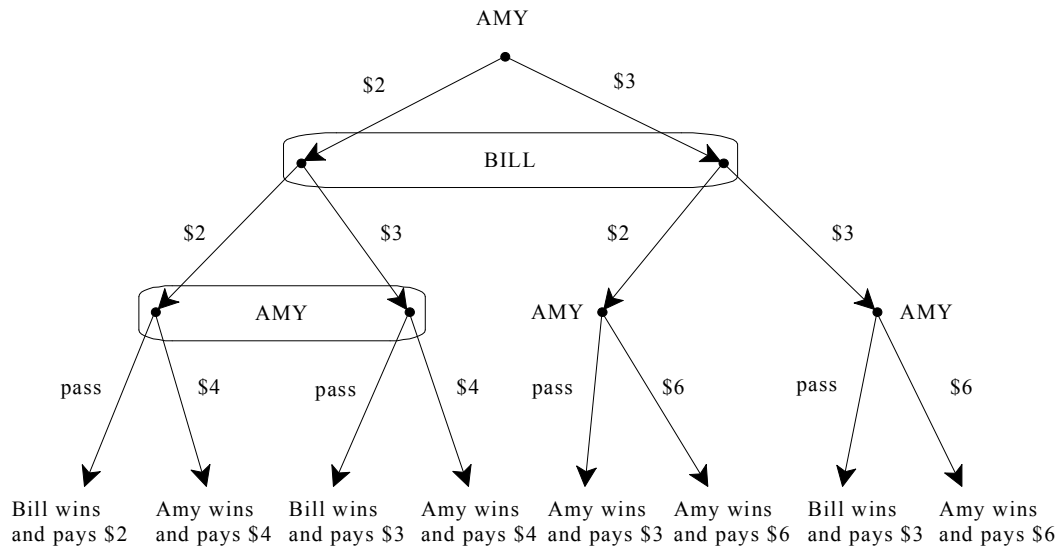 AMY
$2 $3
BILL
$2 $3 $2 $3
AMY AMY AMY
pass $4 pass $4 pass $6 pass $6
Bill wins Amy wins Bill wins Amy wins Amy wins Amy wins Bill wins Amy wins
and pays $2 and pays $4 and pays $3 and pays $4 and pays $3 and pays $6 and pays $3 and pays $6